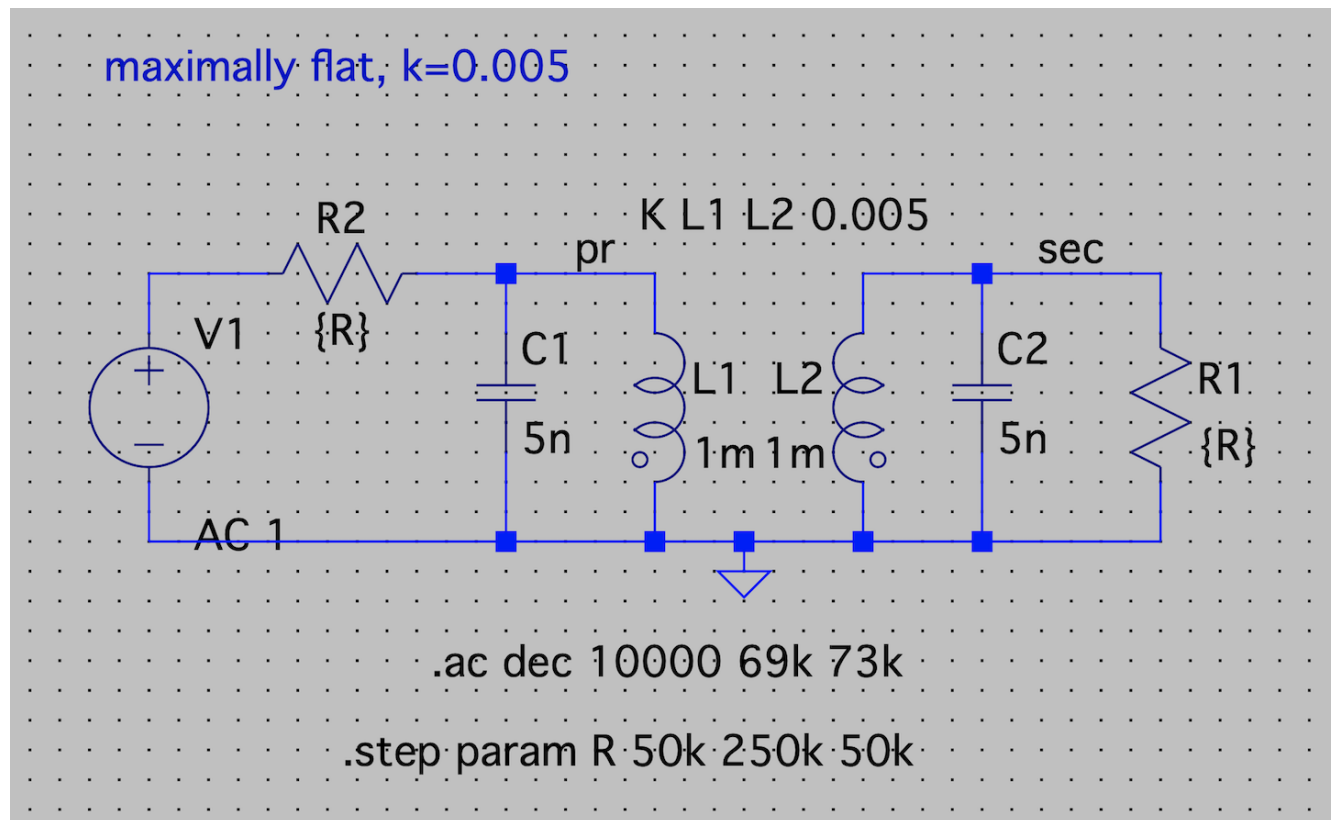 maximally flat, k=0.005
R2
K L1 L2 0.005
pr
sec
V1
{R}
C1
C2
L1
L2
R1
5n
1m
1m
5n
{R}
AC 1
.ac dec 10000 69k 73k
.step param R 50k 250k 50k